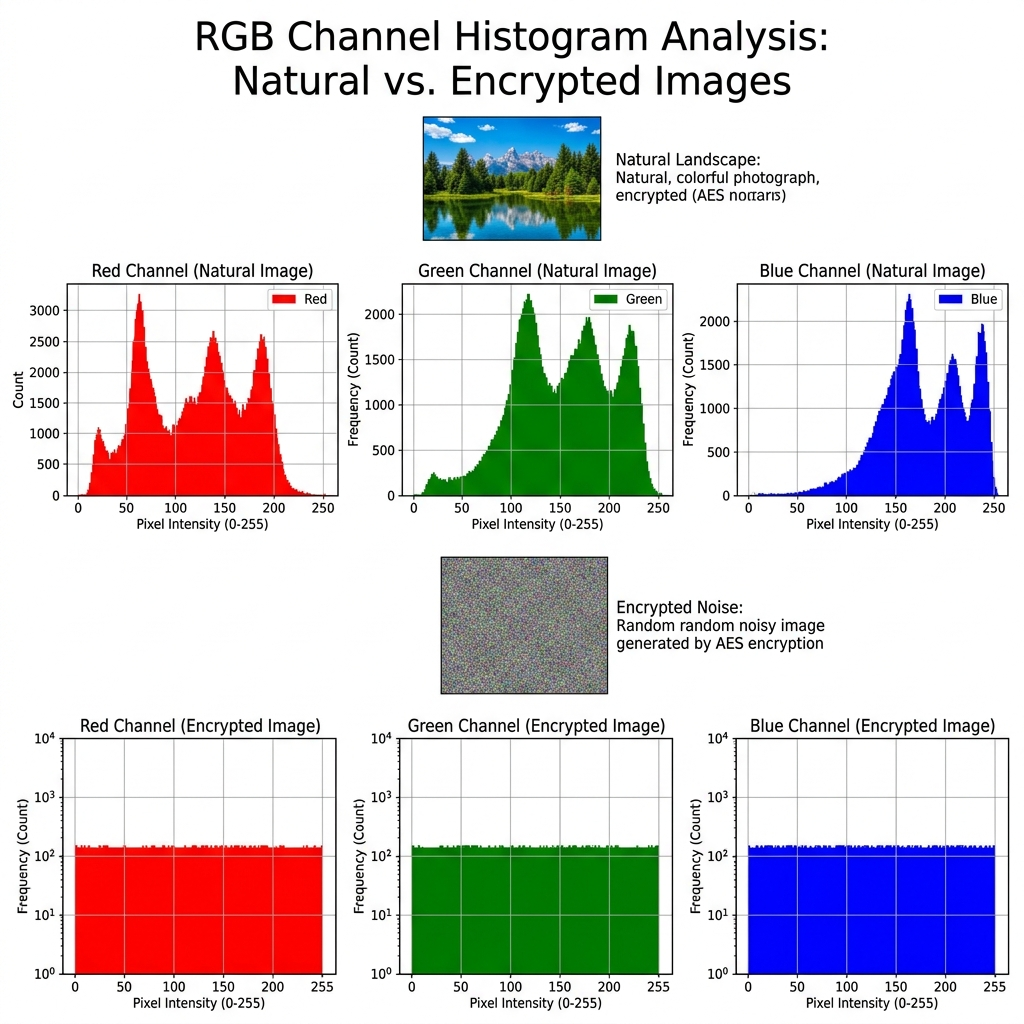 RGB Channel Histogram Analysis:
Natural vs. Encrypted Images
Natural Landscape:
Natural, colorful photograph,
encrypted (AES
Red Channel (Natural Image)
Green Channel (Natural Image)
Blue Channel (Natural Image)
Red
Green
Blue
Count
3000
2500
2000
1500
1000
500
0
0 50 100 150 200 250
Pixel Intensity (0-255)
Frequency (Count)
2000
1500
1000
500
0
0 50 100 150 200 250
Pixel Intensity (0-255)
Frequency (Count)
2000
1500
1000
500
0
0 50 100 150 200 250
Pixel Intensity (0-255)
Encrypted Noise:
Random random noisy image
generated by AES encryption
Red Channel (Encrypted Image)
Green Channel (Encrypted Image)
Blue Channel (Encrypted Image)
Frequency (Count)
10⁴
10³
10²
10¹
10⁰
0 50 100 150 200 255
Pixel Intensity (0-255)
Frequency (Count)
10⁴
10³
10²
10¹
10⁰
0 50 100 150 200 255
Pixel Intensity (0-255)
Frequency (Count)
10⁴
10³
10²
10¹
10⁰
0 50 100 150 200 255
Pixel Intensity (0-255)